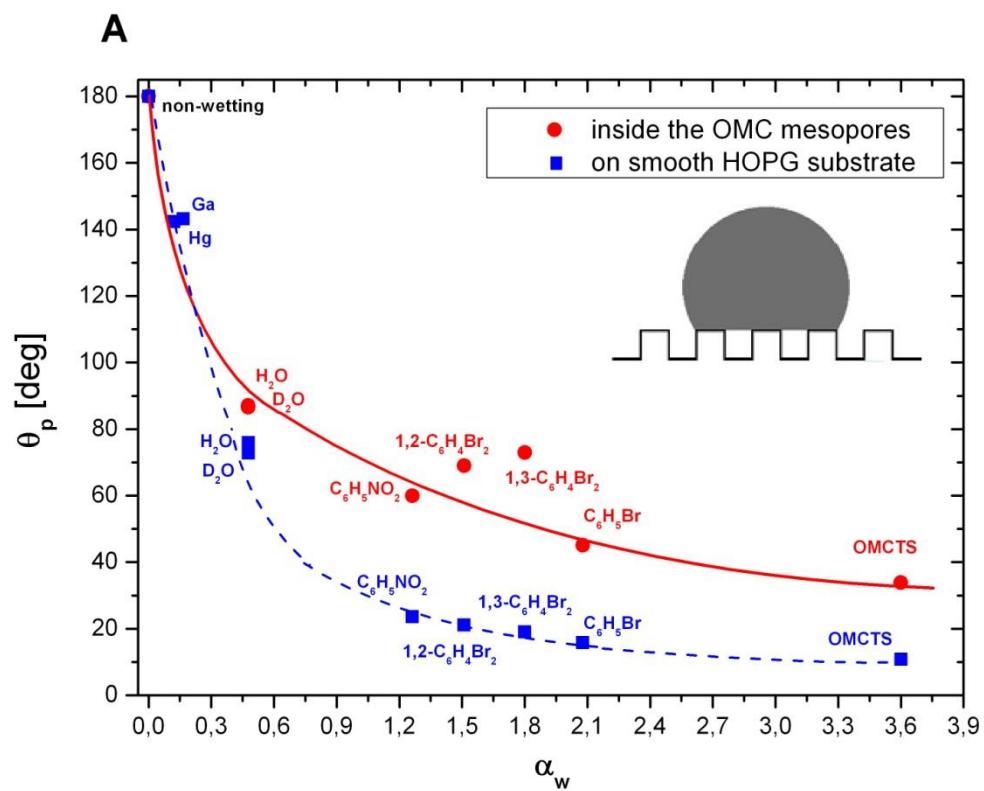 A
180
160
140
120
100
80
60
40
20
0
θp [deg]
non-wetting
inside the OMC mesopores
on smooth HOPG substrate
Ga
Hg
H₂O
D₂O
H₂O
D₂O
1,2-C₆H₄Br₂
1,3-C₆H₄Br₂
C₆H₅NO₂
C₆H₅Br
OMCTS
C₆H₅NO₂
1,3-C₆H₄Br₂
C₆H₅Br
1,2-C₆H₄Br₂
OMCTS
0,0 0,3 0,6 0,9 1,2 1,5 1,8 2,1 2,4 2,7 3,0 3,3 3,6 3,9
αw